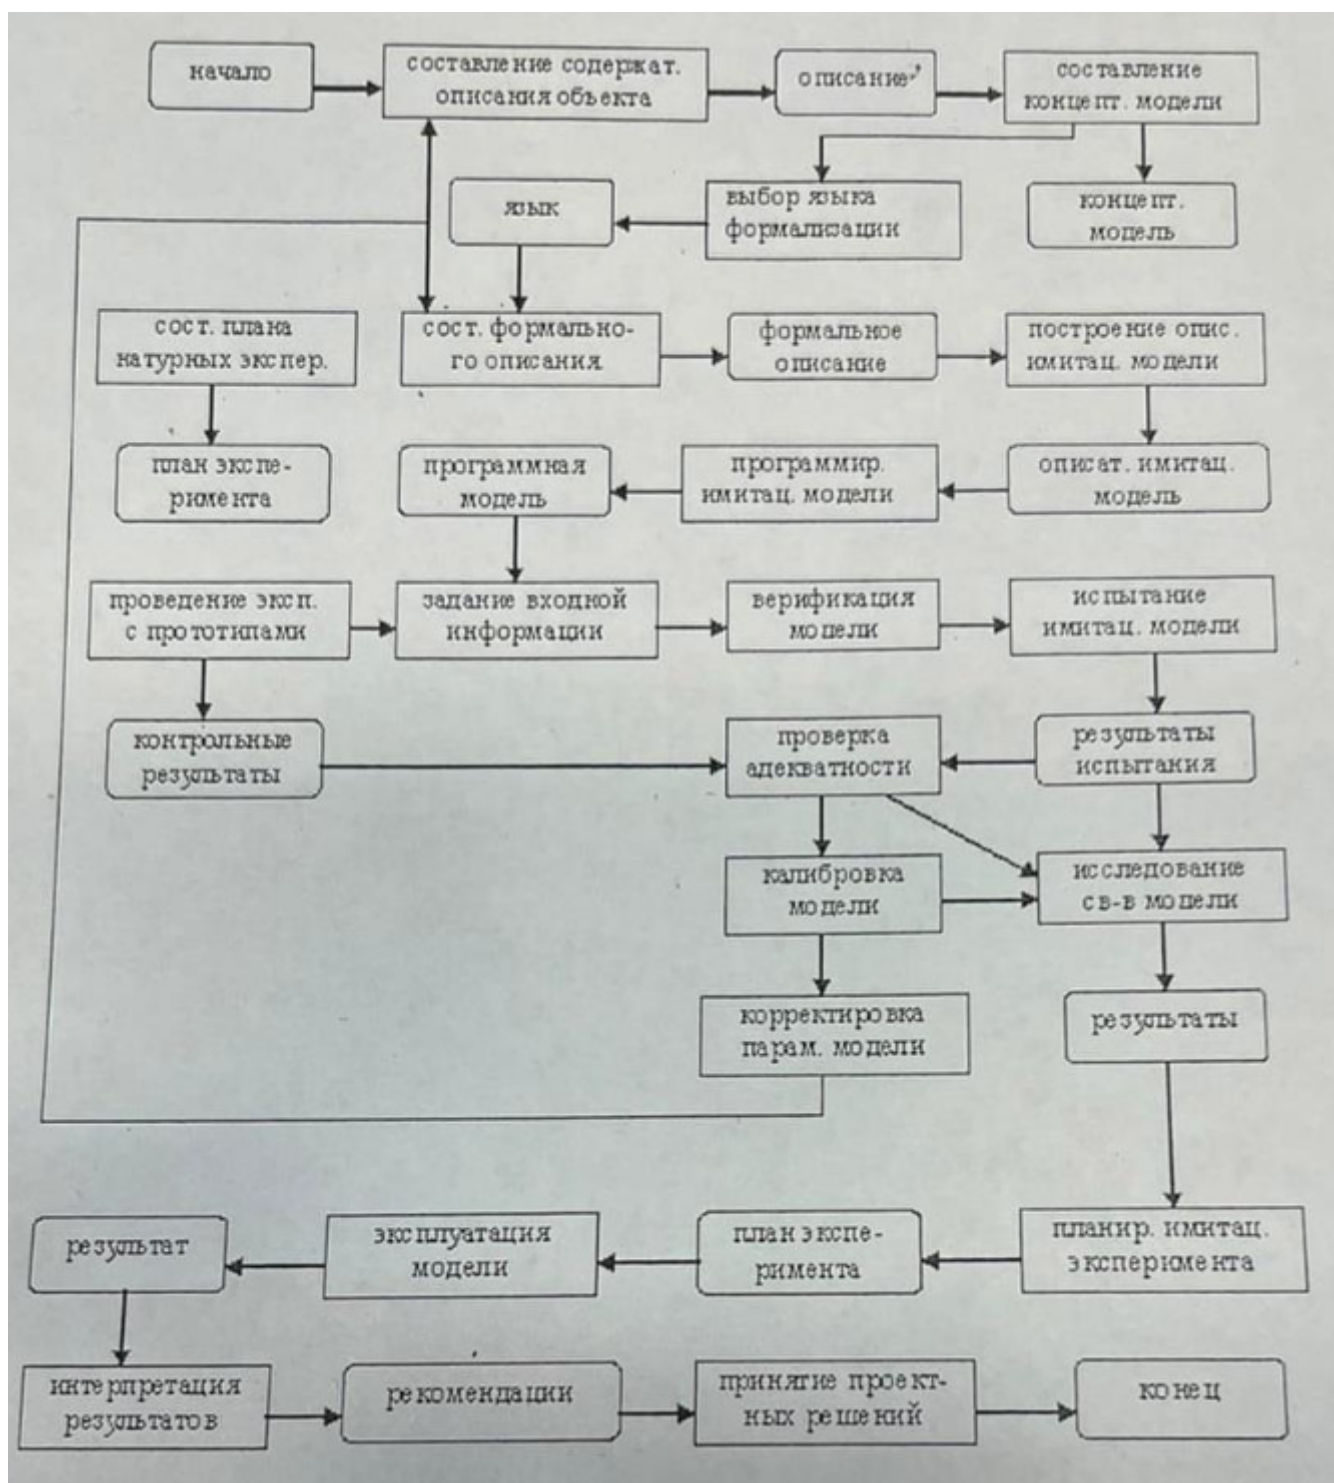 начало
составление содержат.
описания объекта
описание
составление
концепт. модели
язык
выбор языка
формализации
концепт.
модель
сост. плана
натурных экспер.
сост. формально-
го описания
формальное
описание
построение опис.
имитац. модели
план экспе-
римента
программная
модель
программир.
имитац. модели
описат. имитац.
модель
проведение эксп.
с прототипами
задание входной
информации
верификация
модели
испытание
имитац. модели
контрольные
результаты
проверка
адекватности
результаты
испытания
калибровка
модели
исследование
св-в модели
корректировка
парам. модели
результаты
результат
эксплуатация
модели
план экспе-
римента
планир. имитац.
эксперимента
интерпретация
результатов
рекомендации
принятие проект-
ных решений
конец